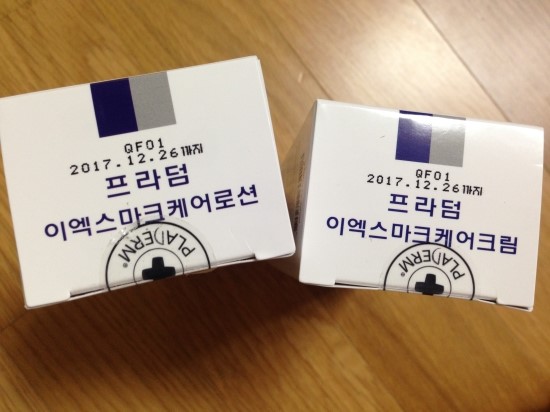 QF01
2017.12.26까지
프라덤
이엑스마크케어로션
PLADERM®
QF01
2017.12.26까지
프라덤
이엑스마크케어크림
PLADERM®